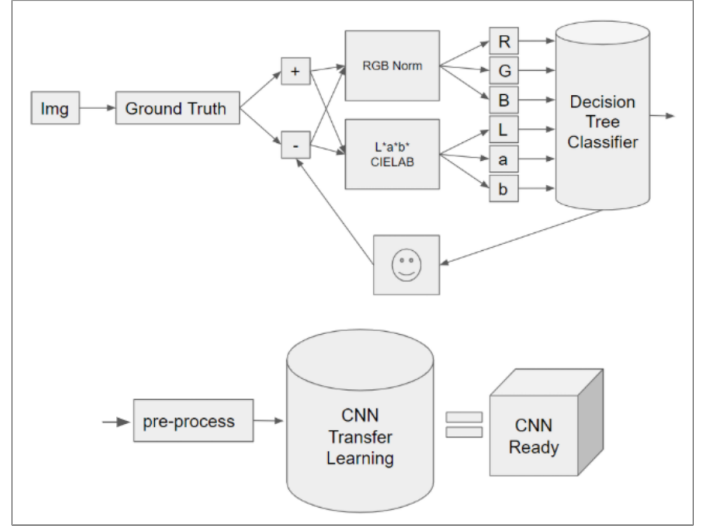 Img
Ground Truth
+
-
RGB Norm
L*a*b*
CIELAB
R
G
B
L
a
b
Decision
Tree
Classifier
pre-process
CNN
Transfer
Learning
=
CNN
Ready